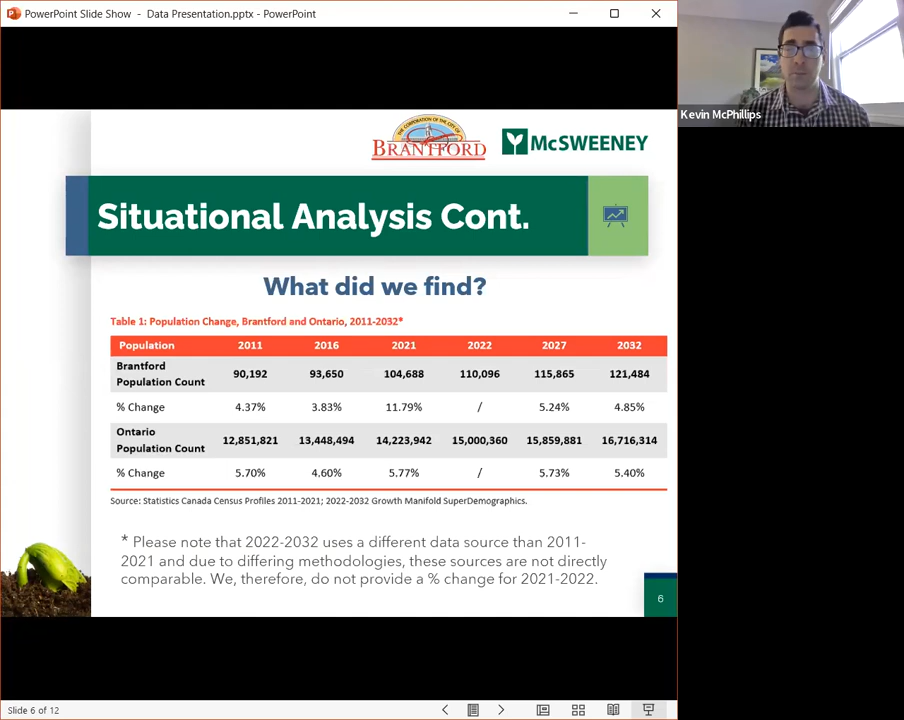 PowerPoint Slide Show - Data Presentation.pptx - PowerPoint
Kevin McPhillips
THE CORPORATION OF THE CITY OF
BRANTFORD
McSWEENEY
Situational Analysis Cont.
What did we find?
Table 1: Population Change, Brantford and Ontario, 2011-2032*
Population 2011 2016 2021 2022 2027 2032
Brantford
Population Count 90,192 93,650 104,688 110,096 115,865 121,484
% Change 4.37% 3.83% 11.79% / 5.24% 4.85%
Ontario
Population Count 12,851,821 13,448,494 14,223,942 15,000,360 15,859,881 16,716,314
% Change 5.70% 4.60% 5.77% / 5.73% 5.40%
Source: Statistics Canada Census Profiles 2011-2021; 2022-2032 Growth Manifold SuperDemographics.
* Please note that 2022-2032 uses a different data source than 2011-
2021 and due to differing methodologies, these sources are not directly
comparable. We, therefore, do not provide a % change for 2021-2022.
6
Slide 6 of 12